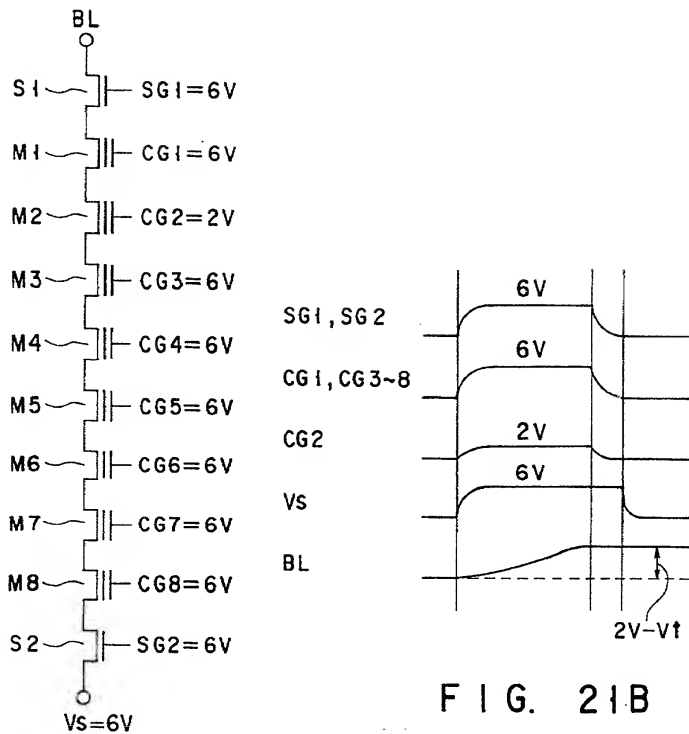 BL
S1 SG1=6V
M1 CG1=6V
M2 CG2=2V
M3 CG3=6V
M4 CG4=6V
M5 CG5=6V
M6 CG6=6V
M7 CG7=6V
M8 CG8=6V
S2 SG2=6V
Vs=6V
SG1,SG2 6V
CG1,CG3~8 6V
CG2 2V
Vs 6V
BL
2V-Vt
FIG. 21B